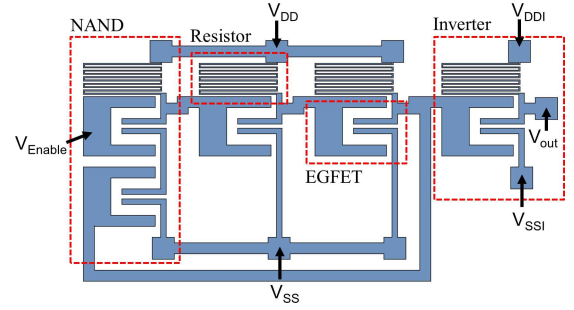 NAND
Resistor
V_DD
Inverter
V_DDI
V_Enable
EGFET
V_out
V_SSI
V_SS